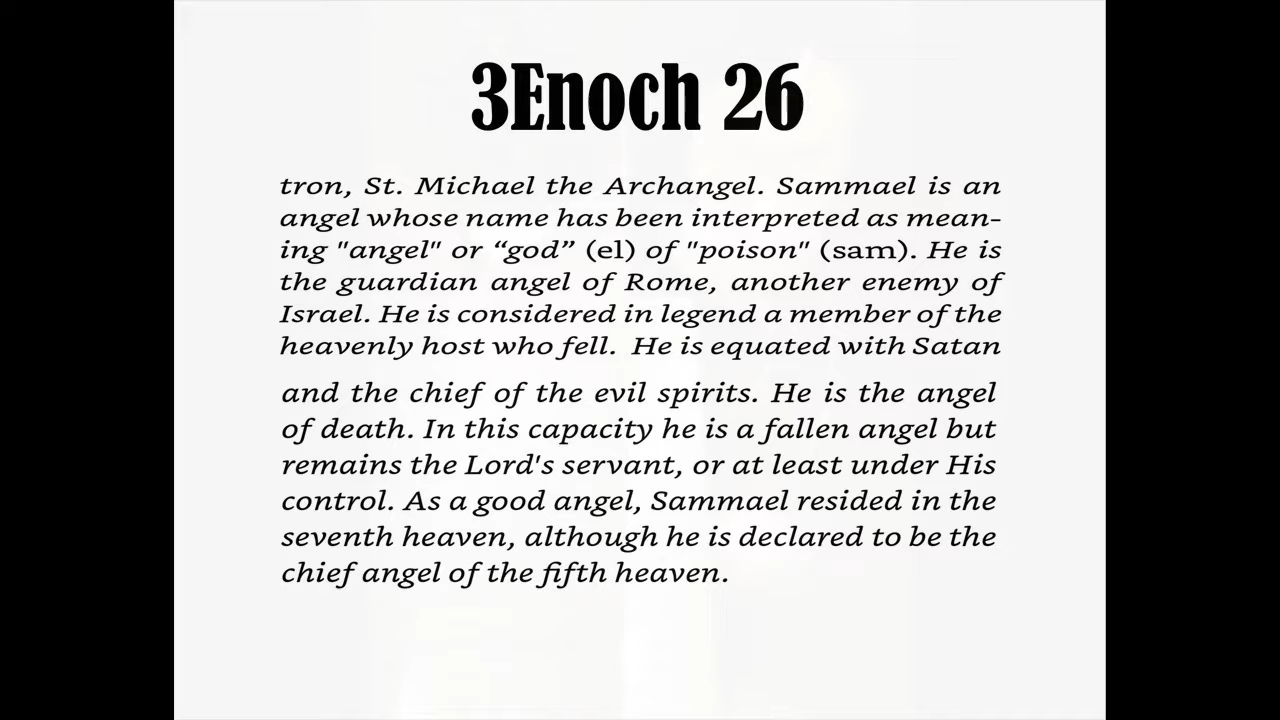 3Enoch 26
tron, St. Michael the Archangel. Sammael is an
angel whose name has been interpreted as mean-
ing "angel" or “god” (el) of "poison" (sam). He is
the guardian angel of Rome, another enemy of
Israel. He is considered in legend a member of the
heavenly host who fell.  He is equated with Satan
and the chief of the evil spirits. He is the angel
of death. In this capacity he is a fallen angel but
remains the Lord's servant, or at least under His
control. As a good angel, Sammael resided in the
seventh heaven, although he is declared to be the
chief angel of the fifth heaven.